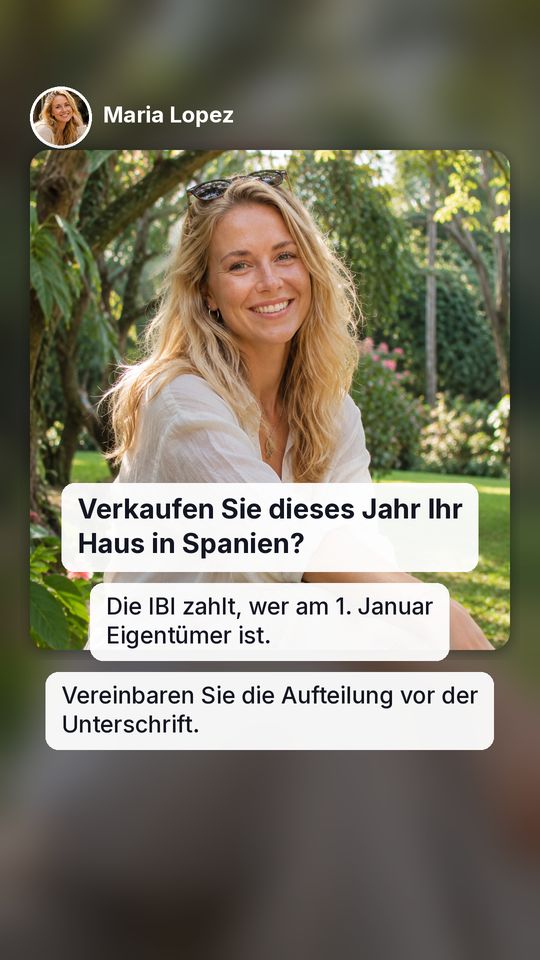 Maria Lopez
Verkaufen Sie dieses Jahr Ihr
Haus in Spanien?
Die IBI zahlt, wer am 1. Januar
Eigentümer ist.
Vereinbaren Sie die Aufteilung vor der
Unterschrift.